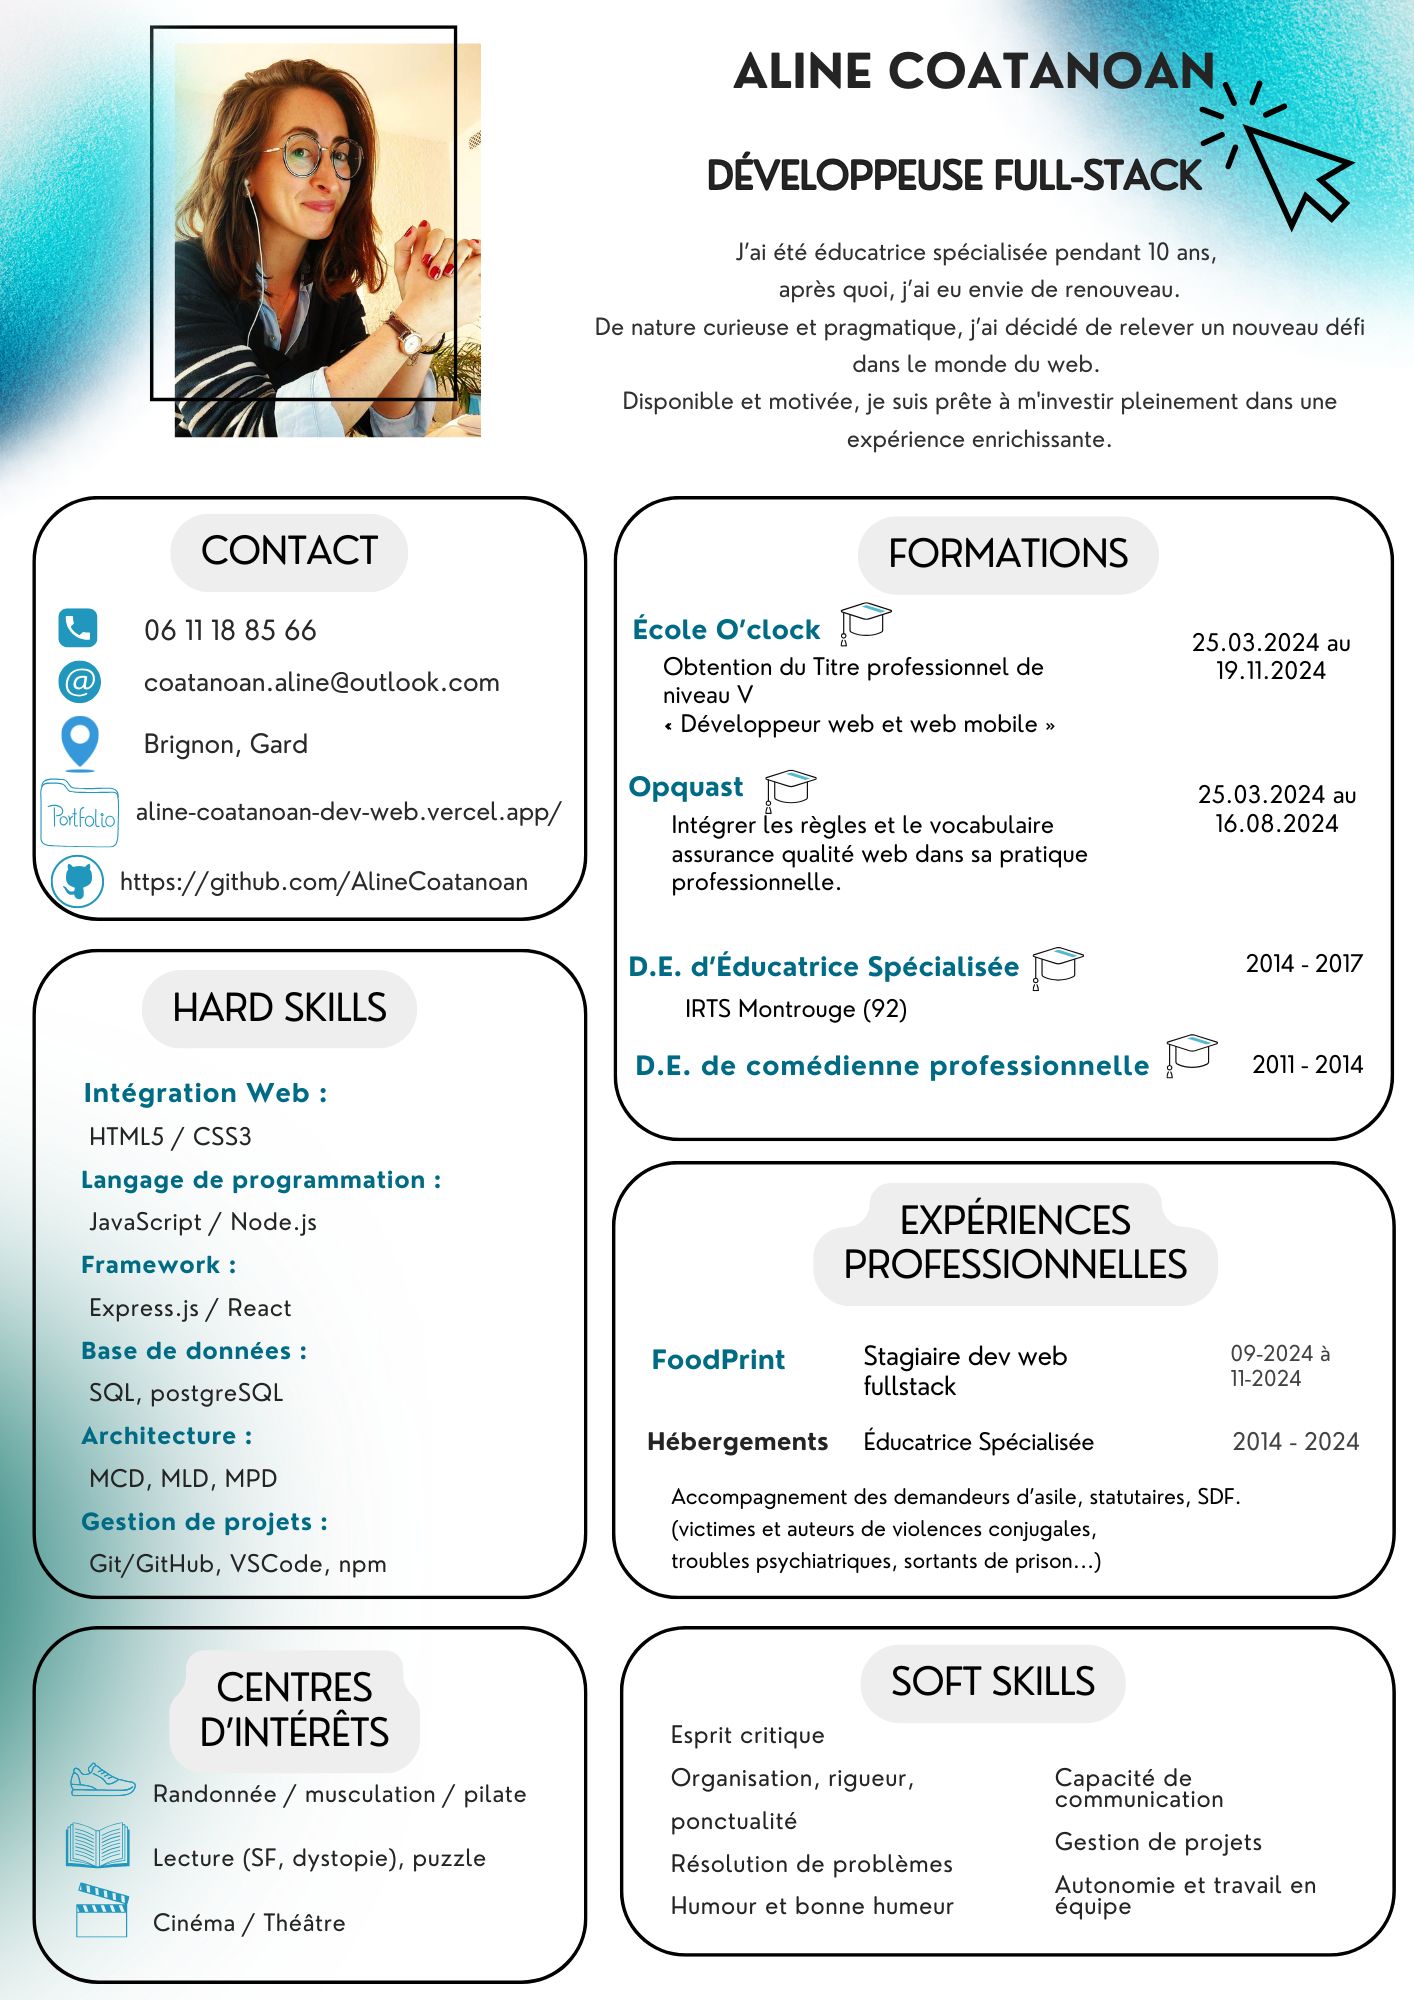 ALINE COATANOAN
DÉVELOPPEUSE FULL-STACK
J’ai été éducatrice spécialisée pendant 10 ans,
après quoi, j’ai eu envie de renouveau.
De nature curieuse et pragmatique, j’ai décidé de relever un nouveau défi
dans le monde du web.
Disponible et motivée, je suis prête à m'investir pleinement dans une
expérience enrichissante.
CONTACT
06 11 18 85 66
coatanoan.aline@outlook.com
Brignon, Gard
Portfolio
aline-coatanoan-dev-web.vercel.app/
https://github.com/AlineCoatanoan
HARD SKILLS
Intégration Web :
HTML5 / CSS3
Langage de programmation :
JavaScript / Node.js
Framework :
Express.js / React
Base de données :
SQL, postgreSQL
Architecture :
MCD, MLD, MPD
Gestion de projets :
Git/GitHub, VSCode, npm
CENTRES
D’INTÉRÊTS
Randonnée / musculation / pilate
Lecture (SF, dystopie), puzzle
Cinéma / Théâtre
FORMATIONS
École O’clock
25.03.2024 au
19.11.2024
Obtention du Titre professionnel de
niveau V
« Développeur web et web mobile »
Opquast
25.03.2024 au
16.08.2024
Intégrer les règles et le vocabulaire
assurance qualité web dans sa pratique
professionnelle.
D.E. d’Éducatrice Spécialisée
2014 - 2017
IRTS Montrouge (92)
D.E. de comédienne professionnelle
2011 - 2014
EXPÉRIENCES
PROFESSIONNELLES
FoodPrint
Stagiaire dev web
fullstack
09-2024 à
11-2024
Hébergements
Éducatrice Spécialisée
2014 - 2024
Accompagnement des demandeurs d’asile, statutaires, SDF.
(victimes et auteurs de violences conjugales,
troubles psychiatriques, sortants de prison...)
SOFT SKILLS
Esprit critique
Organisation, rigueur,
ponctualité
Résolution de problèmes
Humour et bonne humeur
Capacité de
communication
Gestion de projets
Autonomie et travail en
équipe